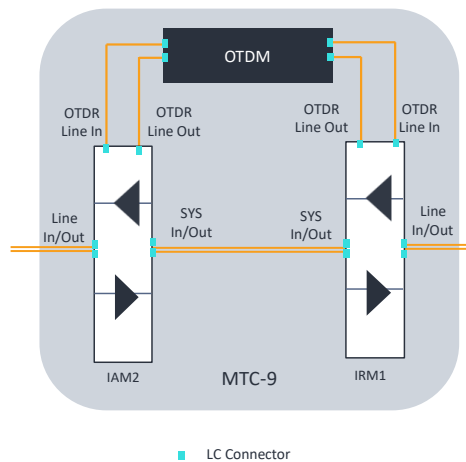 OTDM
OTDR
Line In
OTDR
Line Out
OTDR
Line Out
OTDR
Line In
Line
In/Out
SYS
In/Out
SYS
In/Out
Line
In/Out
IAM2
MTC-9
IRM1
LC Connector